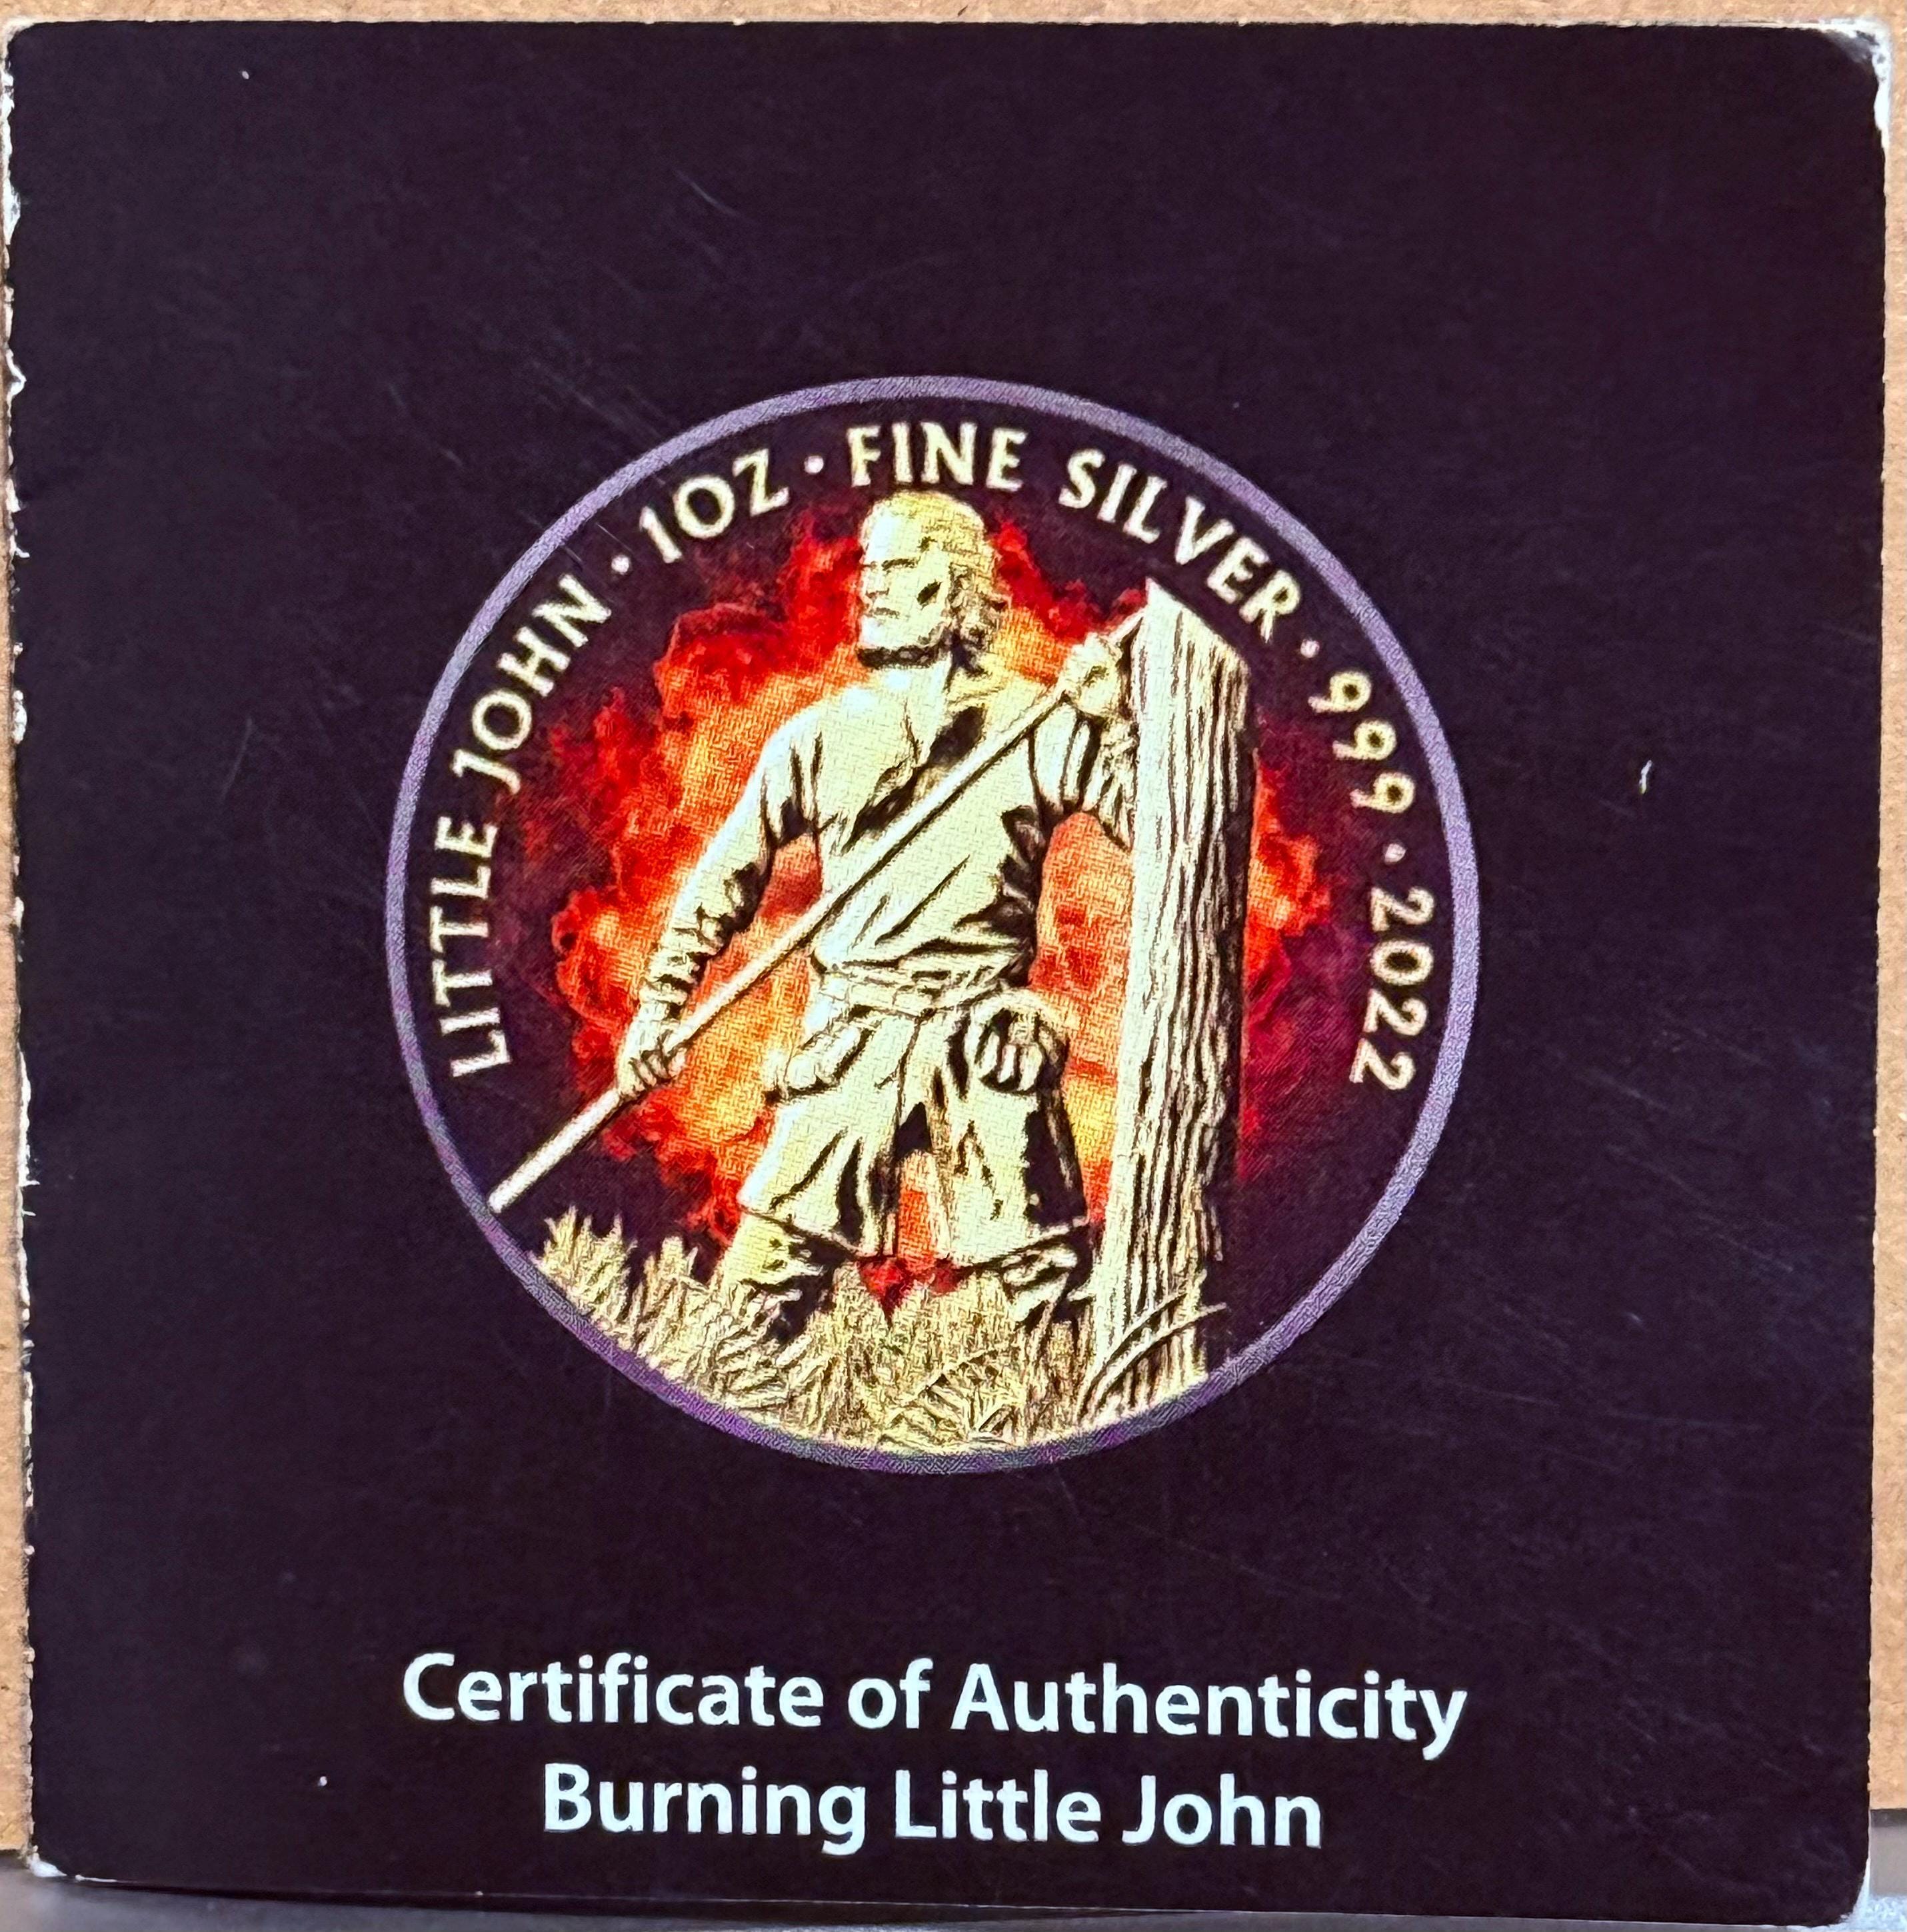 LITTLE JOHN · 1OZ · FINE SILVER · 999 · 2022
Certificate of Authenticity
Burning Little John